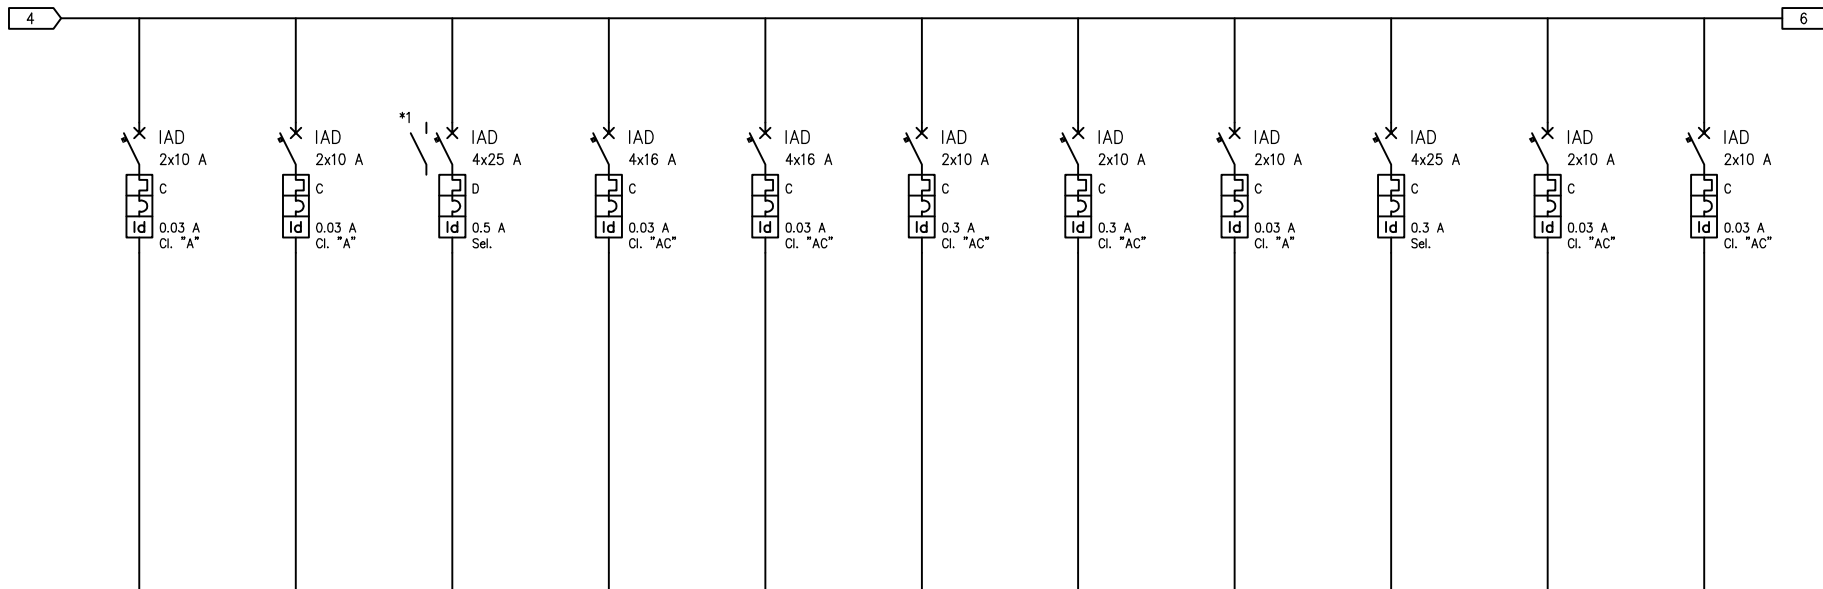 4
6
IAD
2x10 A
C
Id
0.03 A
Cl. "A"
IAD
2x10 A
C
Id
0.03 A
Cl. "A"
*1
IAD
4x25 A
D
Id
0.5 A
Sel.
IAD
4x16 A
C
Id
0.03 A
Cl. "AC"
IAD
4x16 A
C
Id
0.03 A
Cl. "AC"
IAD
2x10 A
C
Id
0.3 A
Cl. "AC"
IAD
2x10 A
C
Id
0.3 A
Cl. "AC"
IAD
2x10 A
C
Id
0.03 A
Cl. "A"
IAD
4x25 A
C
Id
0.3 A
Sel.
IAD
2x10 A
C
Id
0.03 A
Cl. "AC"
IAD
2x10 A
C
Id
0.03 A
Cl. "AC"